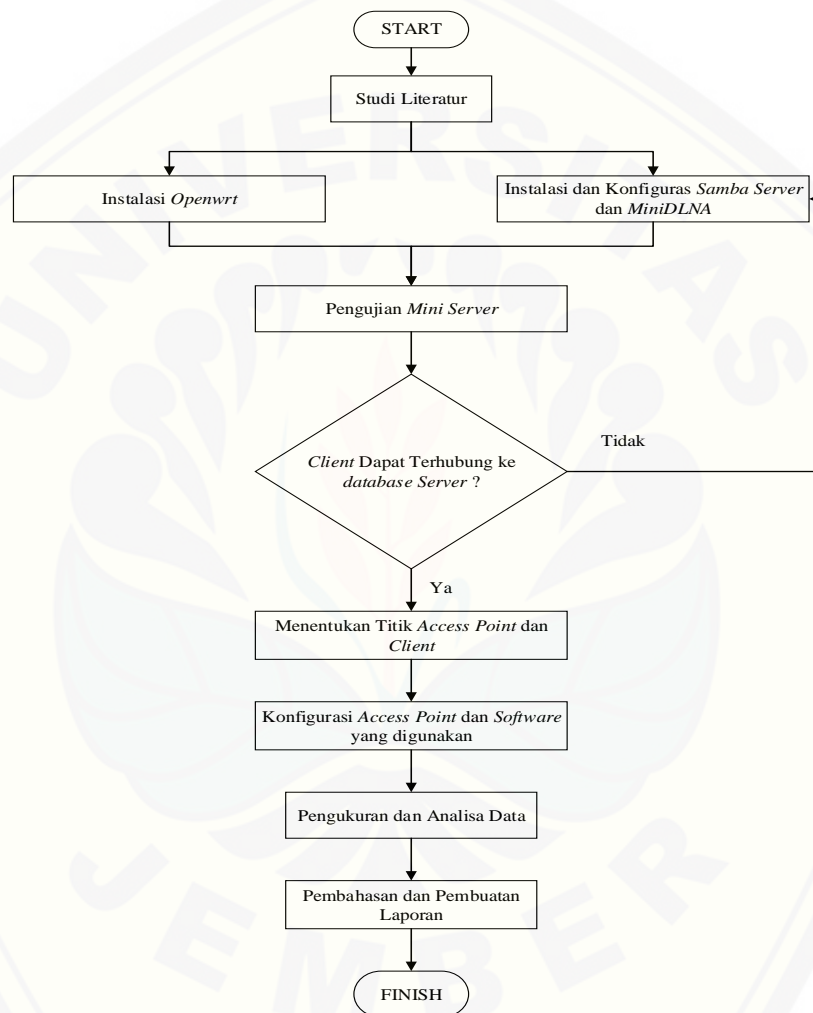 START
Studi Literatur
Instalasi Openwrt
Instalasi dan Konfiguras Samba Server
dan MiniDLNA
Pengujian Mini Server
Client Dapat Terhubung ke
database Server ?
Tidak
Ya
Menentukan Titik Access Point dan
Client
Konfigurasi Access Point dan Software
yang digunakan
Pengukuran dan Analisa Data
Pembahasan dan Pembuatan
Laporan
FINISH
UNIVERSITAS
JEMBER